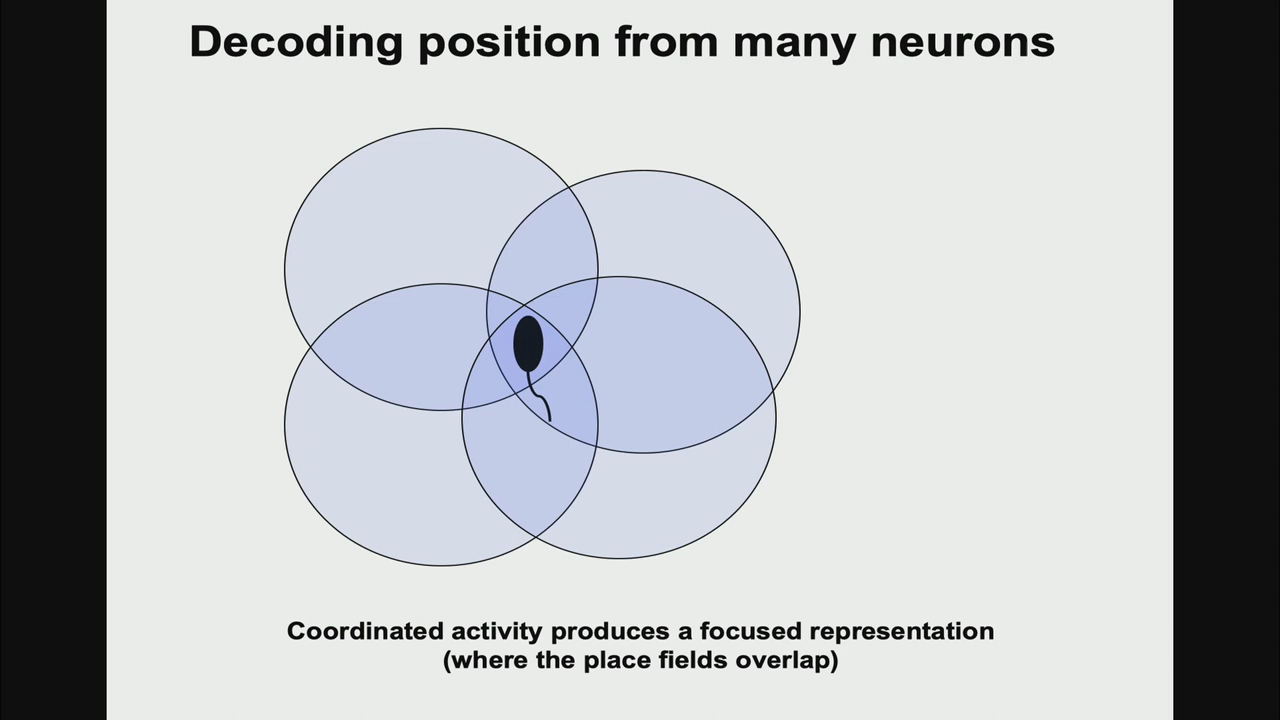 Decoding position from many neurons
Coordinated activity produces a focused representation
(where the place fields overlap)